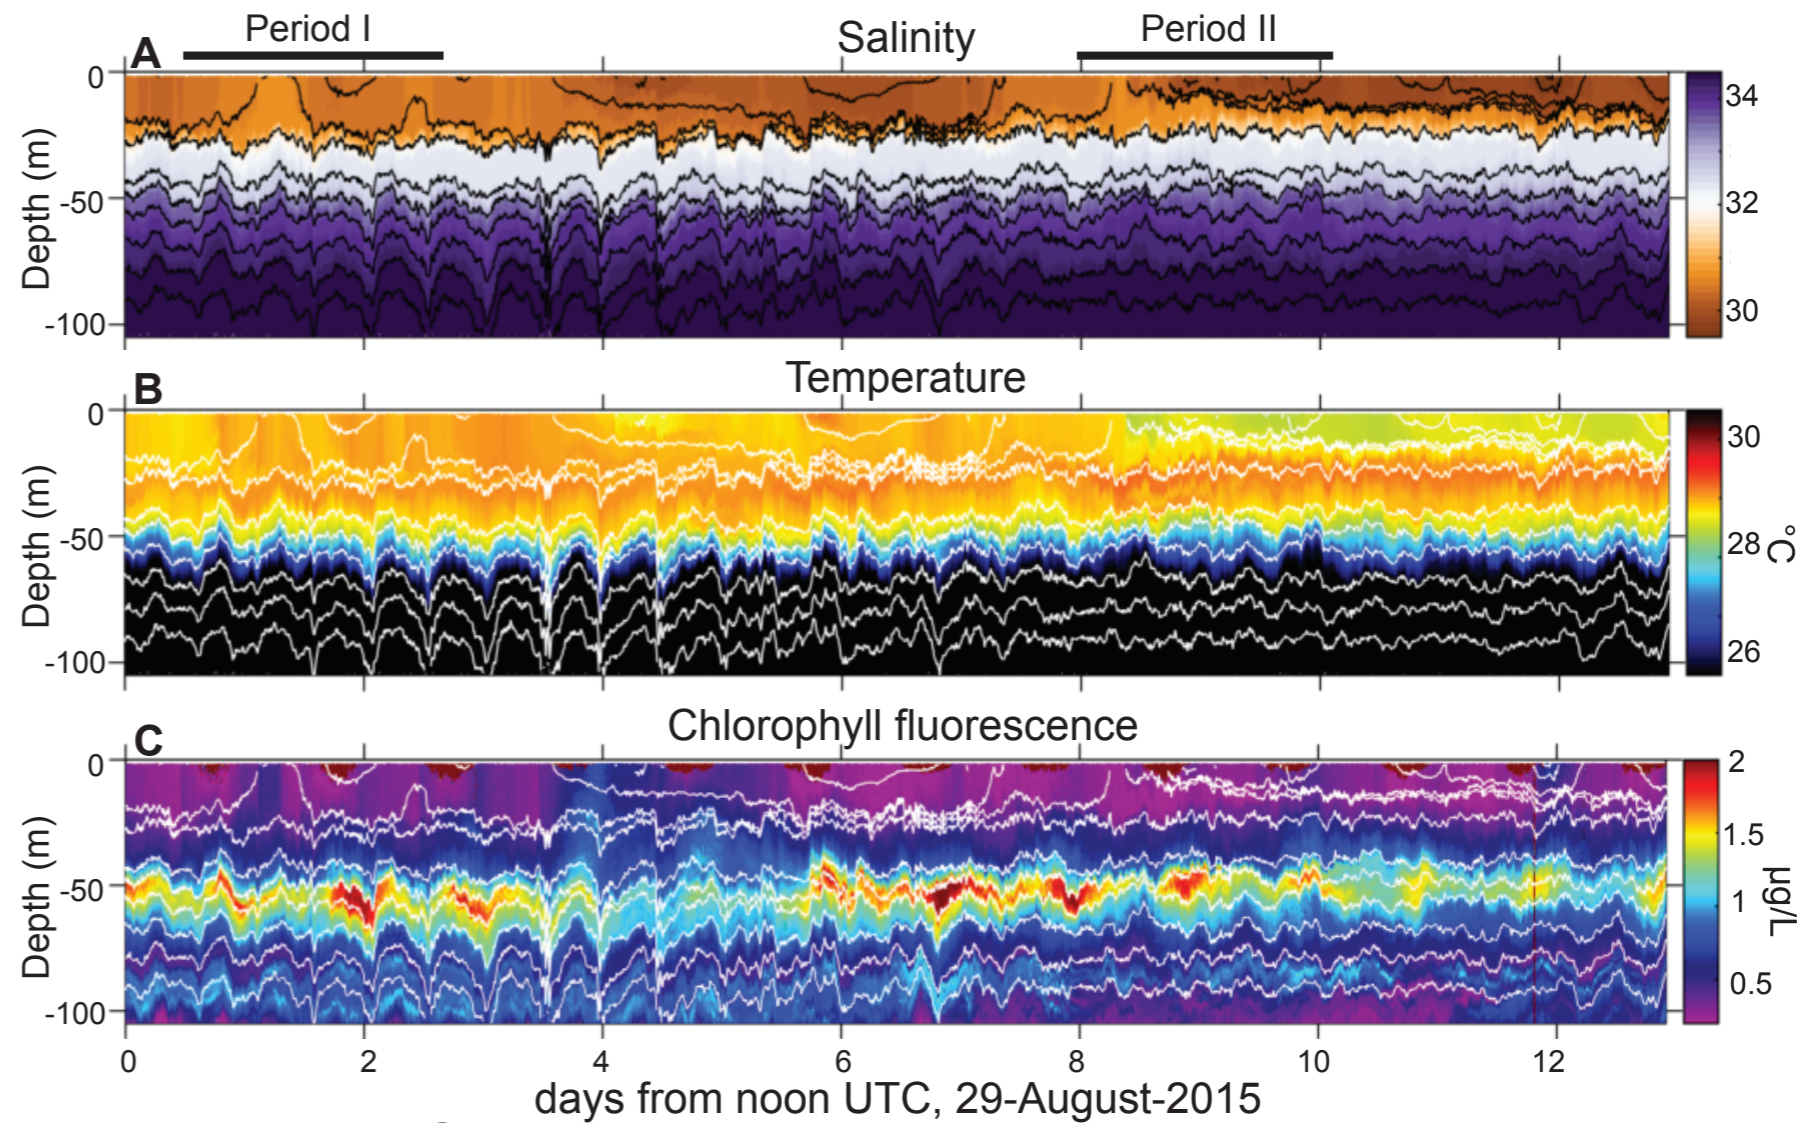 Period I
Salinity
Period II
A
0
-50
-100
Depth (m)
34
32
30
Temperature
B
0
-50
-100
Depth (m)
30
28
26
°C
Chlorophyll fluorescence
C
0
-50
-100
Depth (m)
2
1.5
1
0.5
µg/L
0 2 4 6 8 10 12
days from noon UTC, 29-August-2015